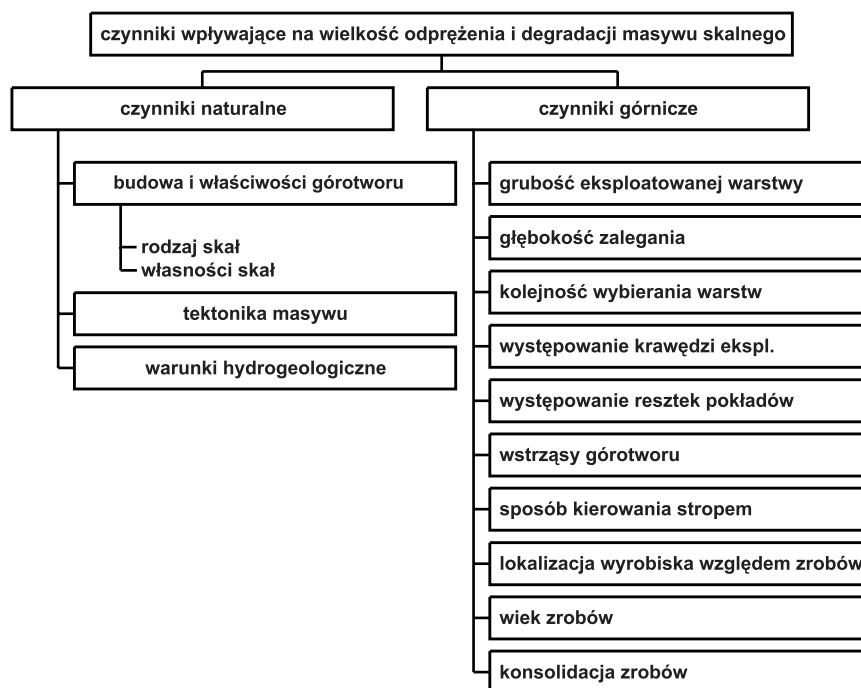 czynniki wpływające na wielkość odprężenia i degradacji masywu skalnego
czynniki naturalne
budowa i właściwości górotworu
rodzaj skał
własności skał
tektonika masywu
warunki hydrogeologiczne
czynniki górnicze
grubość eksploatowanej warstwy
głębokość zalegania
kolejność wybierania warstw
występowanie krawędzi ekspl.
występowanie resztek pokładów
wstrząsy górotworu
sposób kierowania stropem
lokalizacja wyrobiska względem zrobów
wiek zrobów
konsolidacja zrobów